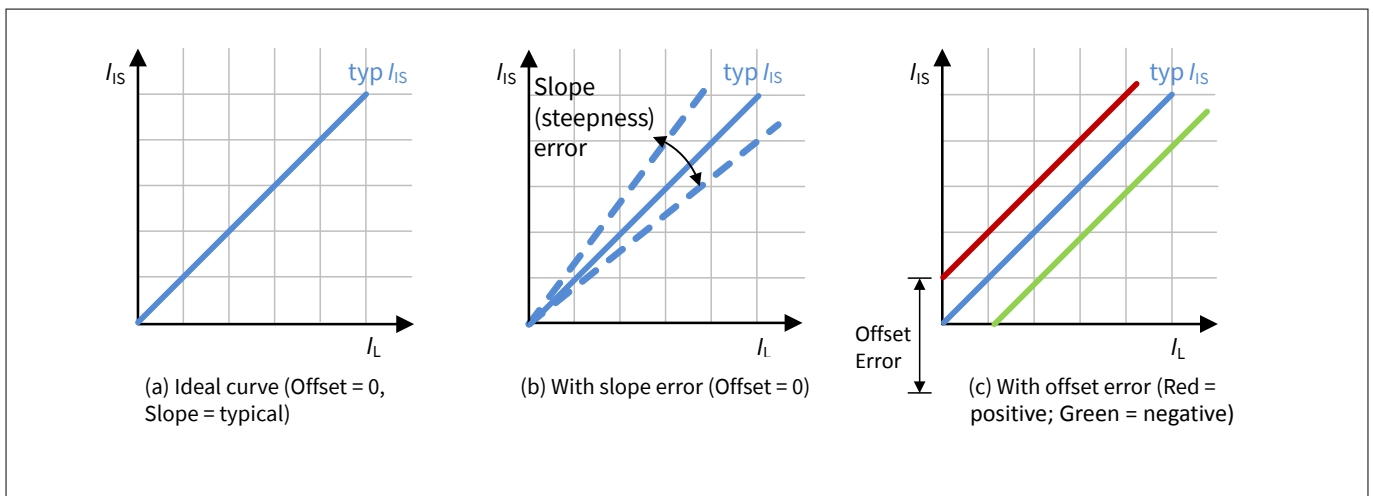 I_IS
typ I_IS
I_L
(a) Ideal curve (Offset = 0,
Slope = typical)
I_IS
typ I_IS
Slope
(steepness)
error
I_L
(b) With slope error (Offset = 0)
I_IS
typ I_IS
Offset
Error
I_L
(c) With offset error (Red =
positive; Green = negative)